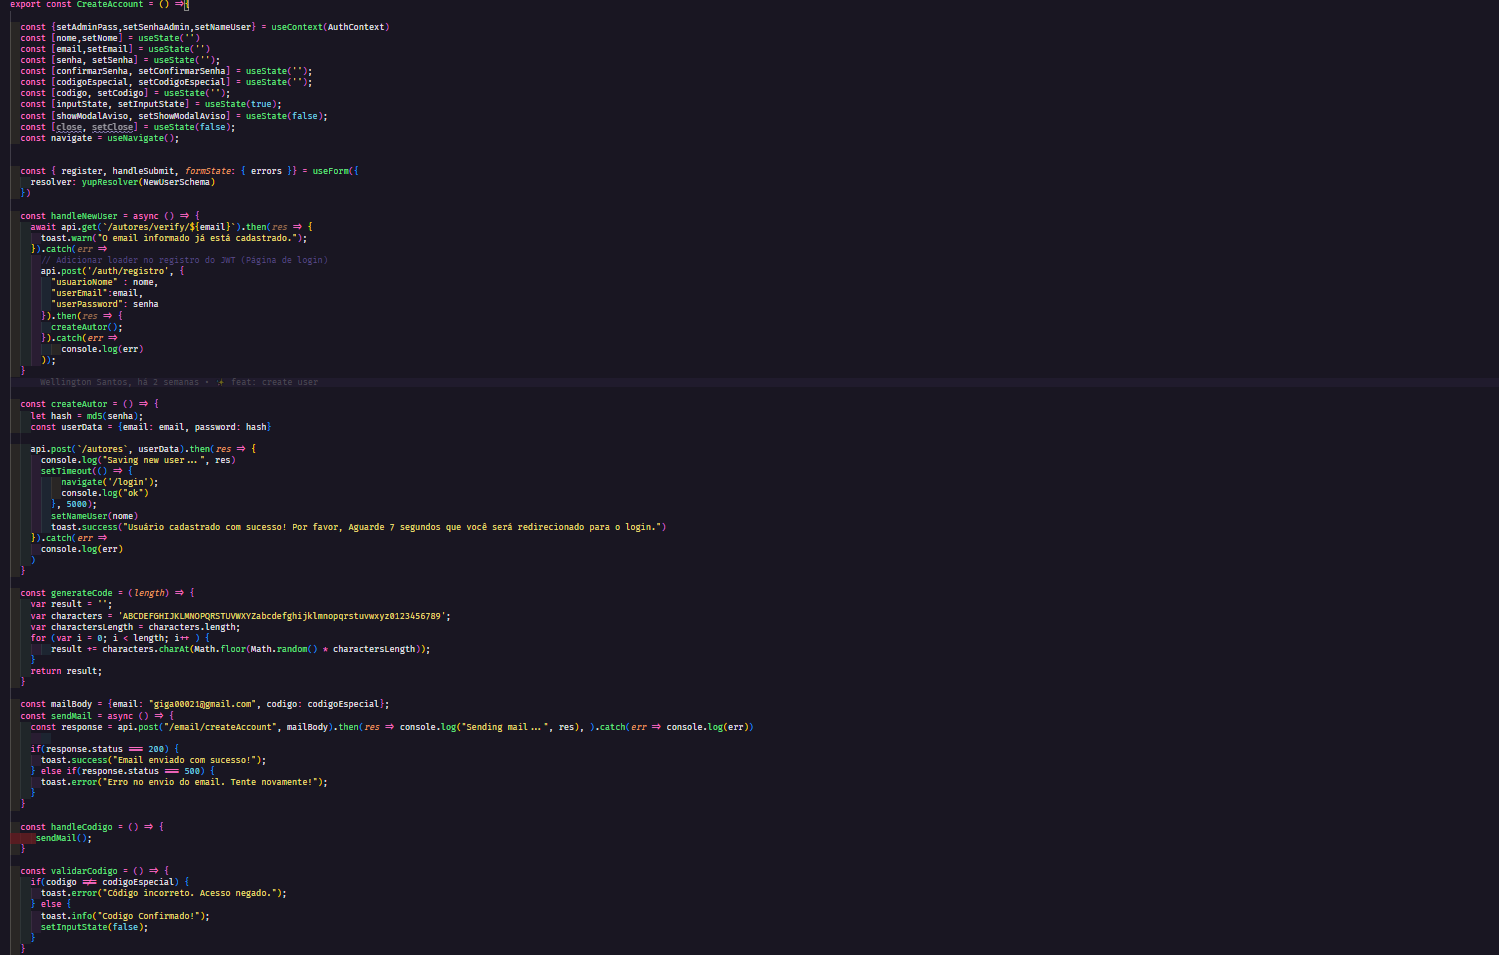 export const CreateAccount = () => {
const {setAdminPass,setSenhaAdmin,setNameUser} = useContext(AuthContext)
const [nome,setNome] = useState('')
const [email,setEmail] = useState('')
const [senha, setSenha] = useState('');
const [confirmarSenha, setConfirmarSenha] = useState('');
const [codigoEspecial, setCodigoEspecial] = useState('');
const [codigo, setCodigo] = useState('');
const [inputState, setInputState] = useState(true);
const [showModalAviso, setShowModalAviso] = useState(false);
const [close, setClose] = useState(false);
const navigate = useNavigate();
const { register, handleSubmit, formState: { errors }} = useForm({
resolver: yupResolver(NewUserSchema)
})
const handleNewUser = async () => {
await api.get(`/autores/verify/${email}`).then(res => {
toast.warn("O email informado já está cadastrado.");
}).catch(err =>
// Adicionar loader no registro do JWT (Página de login)
api.post('/auth/registro', {
"usuarioNome" : nome,
"userEmail":email,
"userPassword": senha
}).then(res => {
createAutor();
}).catch(err =>
console.log(err)
));
}
Wellington Santos, há 2 semanas • ✨ feat: create user
const createAutor = () => {
let hash = md5(senha);
const userData = {email: email, password: hash}
api.post(`/autores`, userData).then(res => {
console.log("Saving new user...", res)
setTimeout(() => {
navigate('/login');
console.log("ok")
}, 5000);
setNameUser(nome)
toast.success("Usuário cadastrado com sucesso! Por favor, Aguarde 7 segundos que você será redirecionado para o login.")
}).catch(err =>
console.log(err)
)
}
const generateCode = (length) => {
var result = '';
var characters = 'ABCDEFGHIJKLMNOPQRSTUVWXYZabcdefghijklmnopqrstuvwxyz0123456789';
var charactersLength = characters.length;
for (var i = 0; i < length; i++ ) {
result += characters.charAt(Math.floor(Math.random() * charactersLength));
}
return result;
}
const mailBody = {email: "giga00021@gmail.com", codigo: codigoEspecial};
const sendMail = async () => {
const response = api.post("/email/createAccount", mailBody).then(res => console.log("Sending mail...", res), ).catch(err => console.log(err))
if(response.status === 200) {
toast.success("Email enviado com sucesso!");
} else if(response.status === 500) {
toast.error("Erro no envio do email. Tente novamente!");
}
}
const handleCodigo = () => {
sendMail();
}
const validarCodigo = () => {
if(codigo !== codigoEspecial) {
toast.error("Código incorreto. Acesso negado.");
} else {
toast.info("Codigo Confirmado!");
setInputState(false);
}
}